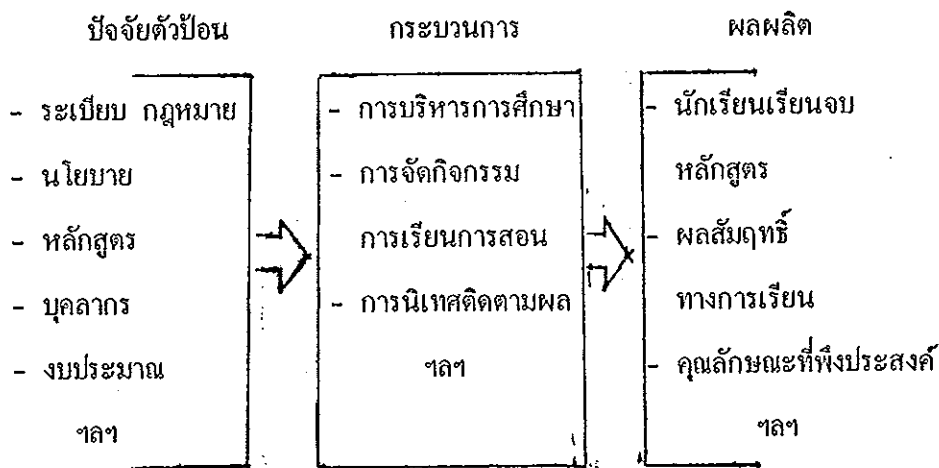 ปัจจัยตัวป้อน
- ระเบียบ กฎหมาย
- นโยบาย
- หลักสูตร
- บุคลากร
- งบประมาณ
ฯลฯ
กระบวนการ
- การบริหารการศึกษา
- การจัดกิจกรรม
การเรียนการสอน
- การนิเทศติดตามผล
ฯลฯ
ผลผลิต
- นักเรียนเรียนจบ
หลักสูตร
- ผลสัมฤทธิ์
ทางการเรียน
- คุณลักษณะที่พึงประสงค์
ฯลฯ